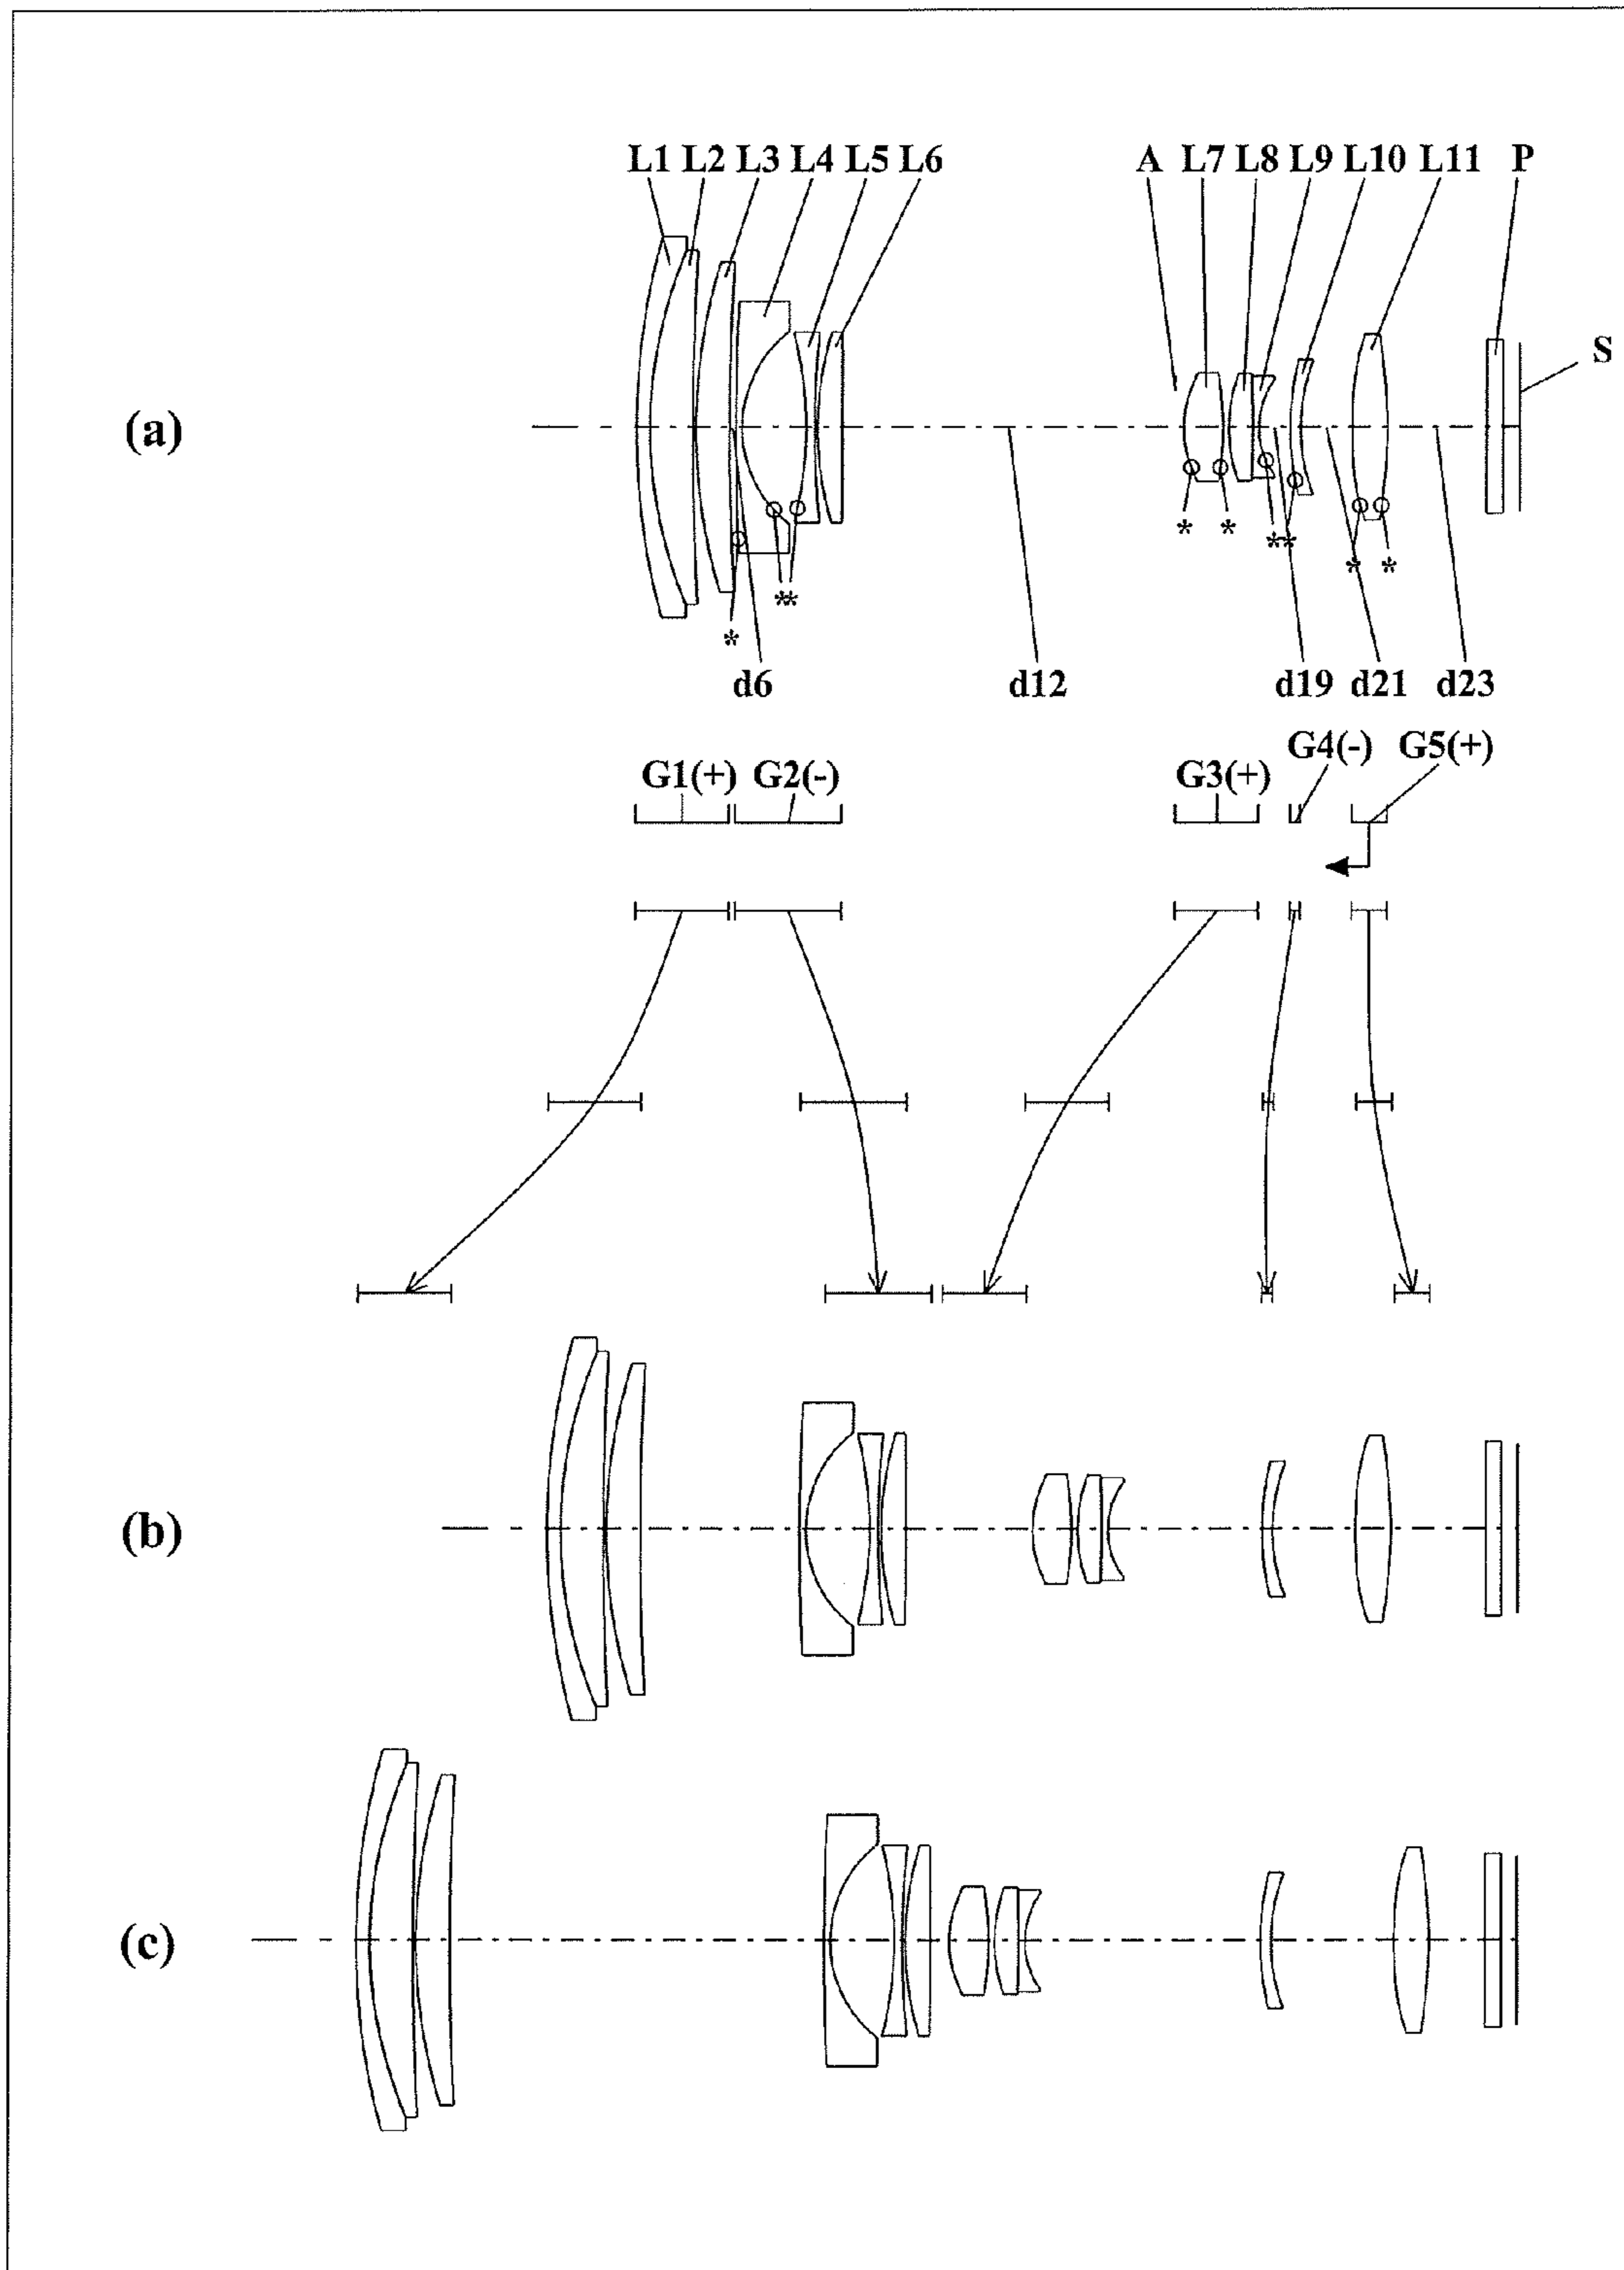 L1 L2 L3 L4 L5 L6 A L7 L8 L9 L10 L11 P
S
(a)
* * ** * *
* **
d6 d12 d19 d21 d23
G1(+) G2(-) G3(+) G4(-) G5(+)
(b)
(c)